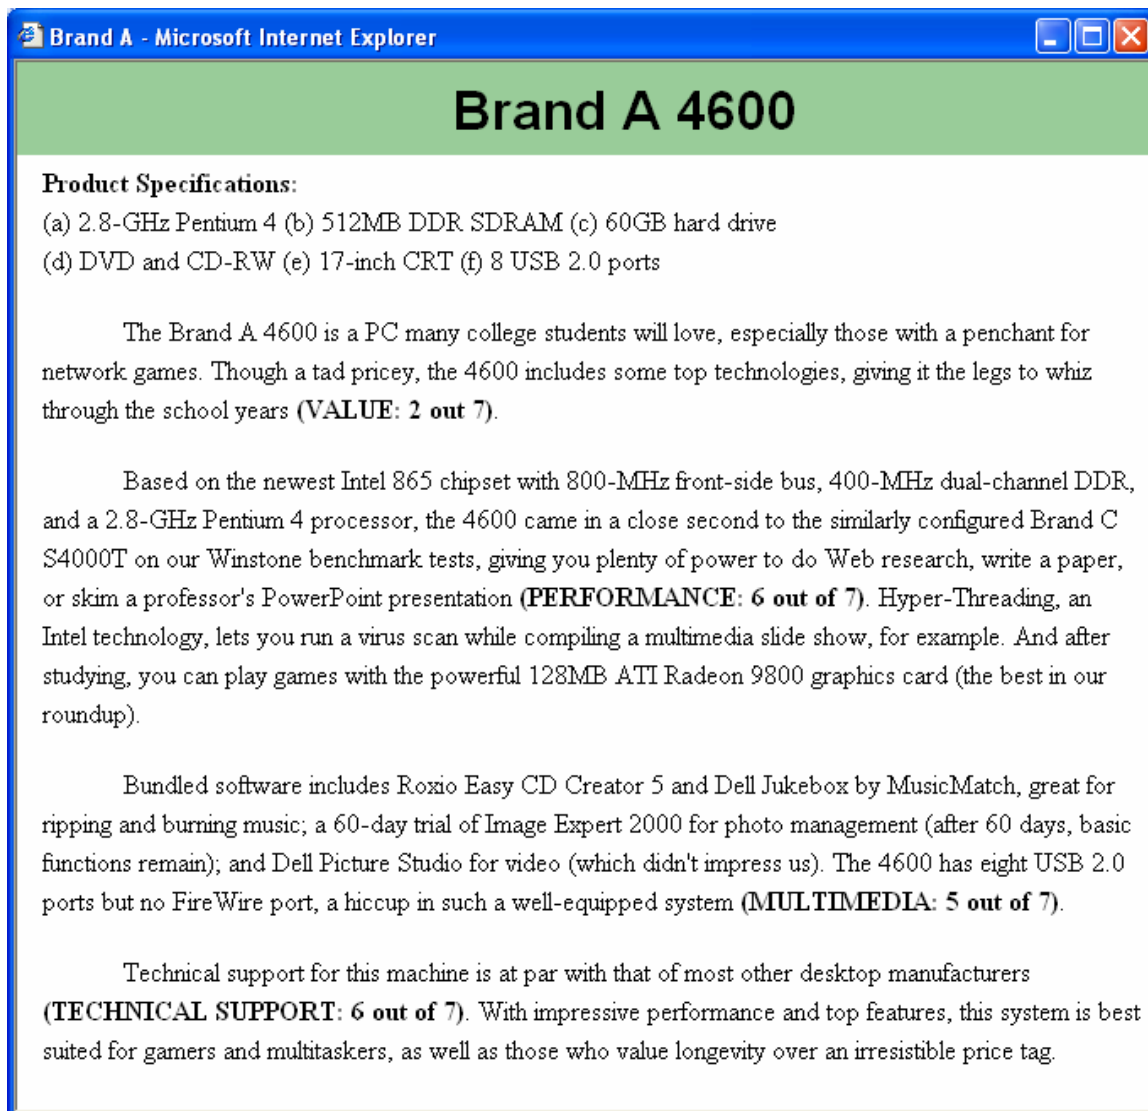 Brand A - Microsoft Internet Explorer
Brand A 4600
Product Specifications:
(a) 2.8-GHz Pentium 4 (b) 512MB DDR SDRAM (c) 60GB hard drive
(d) DVD and CD-RW (e) 17-inch CRT (f) 8 USB 2.0 ports
The Brand A 4600 is a PC many college students will love, especially those with a penchant for
network games. Though a tad pricey, the 4600 includes some top technologies, giving it the legs to whiz
through the school years (VALUE: 2 out 7).
Based on the newest Intel 865 chipset with 800-MHz front-side bus, 400-MHz dual-channel DDR,
and a 2.8-GHz Pentium 4 processor, the 4600 came in a close second to the similarly configured Brand C
S4000T on our Winstone benchmark tests, giving you plenty of power to do Web research, write a paper,
or skim a professor's PowerPoint presentation (PERFORMANCE: 6 out of 7). Hyper-Threading, an
Intel technology, lets you run a virus scan while compiling a multimedia slide show, for example. And after
studying, you can play games with the powerful 128MB ATI Radeon 9800 graphics card (the best in our
roundup).
Bundled software includes Roxio Easy CD Creator 5 and Dell Jukebox by MusicMatch, great for
ripping and burning music; a 60-day trial of Image Expert 2000 for photo management (after 60 days, basic
functions remain); and Dell Picture Studio for video (which didn't impress us). The 4600 has eight USB 2.0
ports but no FireWire port, a hiccup in such a well-equipped system (MULTIMEDIA: 5 out of 7).
Technical support for this machine is at par with that of most other desktop manufacturers
(TECHNICAL SUPPORT: 6 out of 7). With impressive performance and top features, this system is best
suited for gamers and multitaskers, as well as those who value longevity over an irresistible price tag.